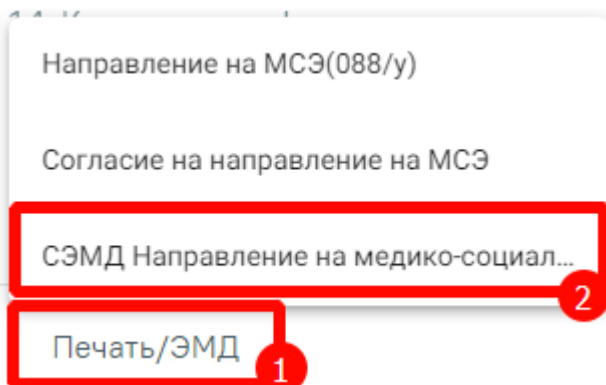 Направление на МСЭ(088/у)
Согласие на направление на МСЭ
СЭМД Направление на медико-социал...
2
Печать/ЭМД
1